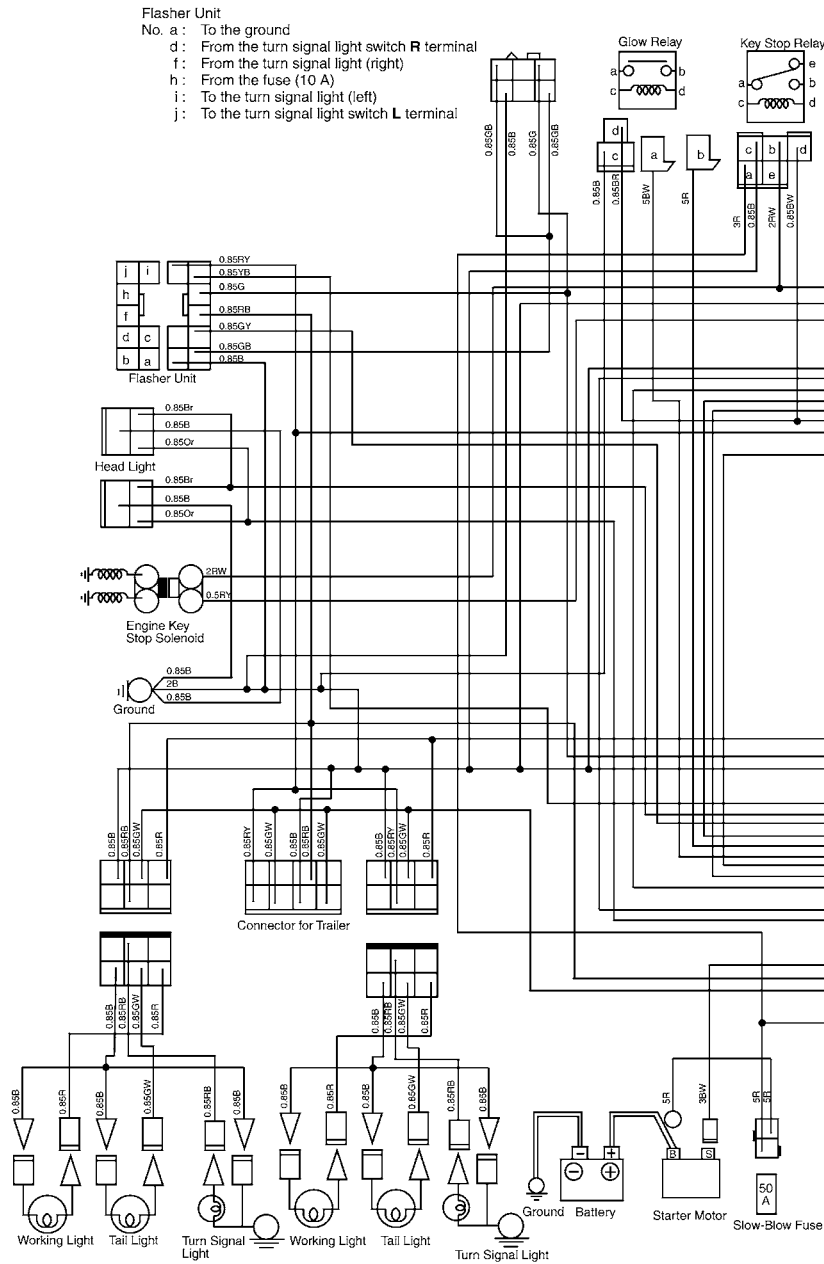 Flasher Unit
No. a : To the ground
d : From the turn signal light switch R terminal
f : From the turn signal light (right)
h : From the fuse (10 A)
i : To the turn signal light (left)
j : To the turn signal light switch L terminal
Glow Relay
a b
c d
Key Stop Relay
e
a b
c d
d
c
a
b
c b d
a e
0.85GB
0.85B
0.85G
0.85GB
0.85B
0.85BR
5BW
5R
3R
0.85B
2RW
0.85BW
j i
h
f
d c
b a
0.85RY
0.85YB
0.85G
0.85RB
0.85GY
0.85GB
0.85B
Flasher Unit
0.85Br
0.85B
0.85Or
Head Light
0.85Br
0.85B
0.85Or
2RW
0.5RY
Engine Key
Stop Solenoid
0.85B
2B
0.85B
Ground
0.85B
0.85RB
0.85GW
0.85R
0.85RY
0.85GW
0.85B
0.85RB
0.85GW
0.85B
0.85RY
0.85GW
0.85R
Connector for Trailer
0.85B
0.85RB
0.85GW
0.85R
0.85B
0.85RB
0.85GW
0.85R
0.85B
0.85R
0.85B
0.85GW
0.85RB
0.85B
0.85B
0.85R
0.85B
0.85GW
0.85RB
0.85B
5R
3BW
5R
5R
B S
50
A
Working Light
Tail Light
Turn Signal
Light
Working Light
Tail Light
Turn Signal Light
Ground
Battery
Starter Motor
Slow-Blow Fuse